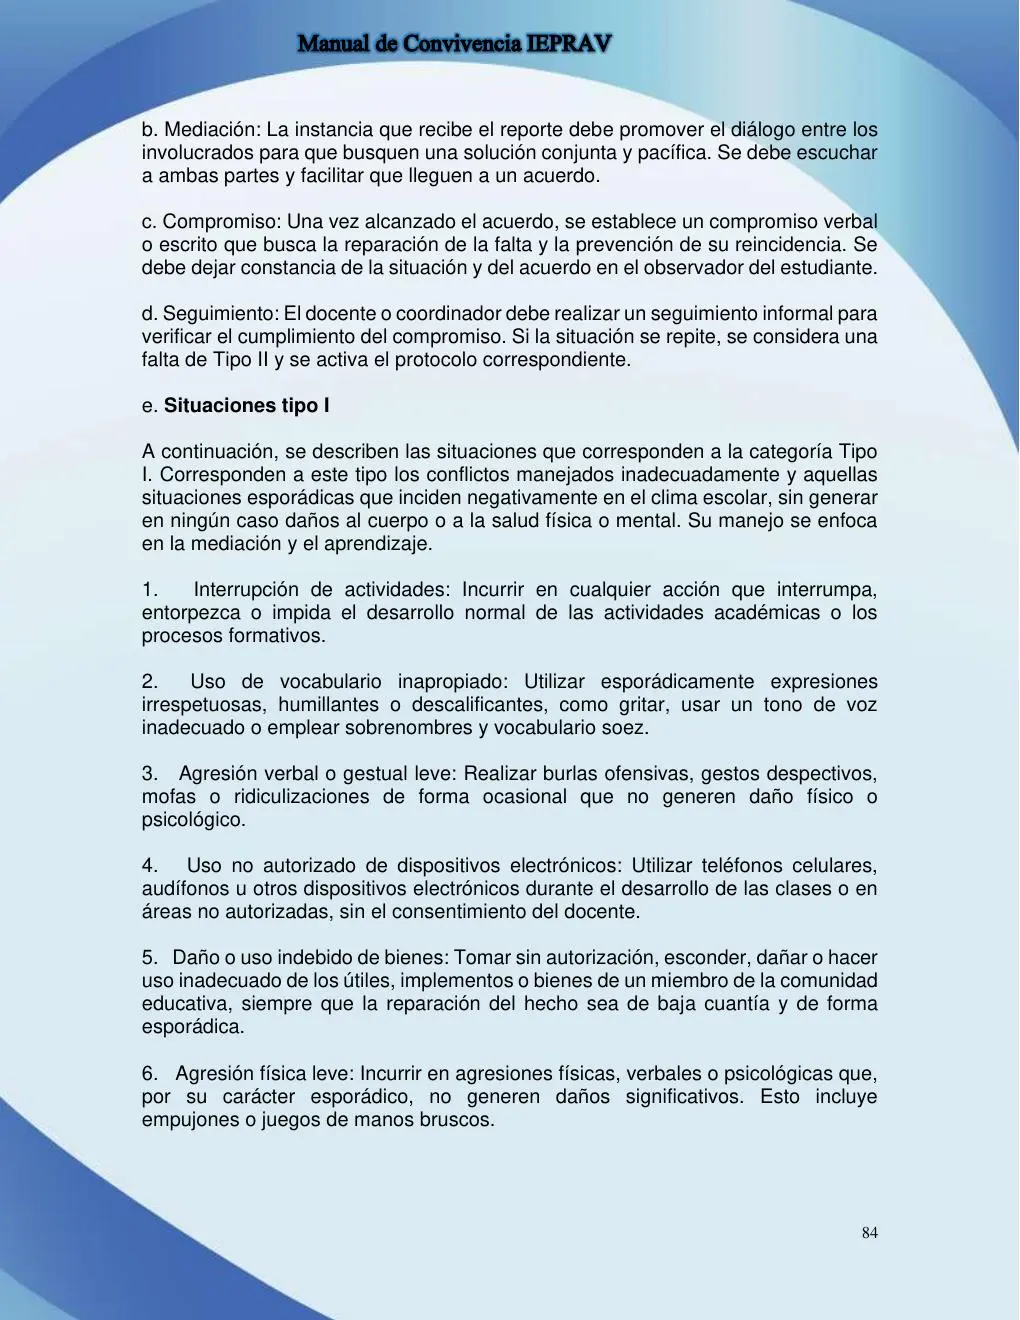 Manual de Convivencia IEPRAV
b. Mediación: La instancia que recibe el reporte debe promover el diálogo entre los
involucrados para que busquen una solución conjunta y pacífica. Se debe escuchar
a ambas partes y facilitar que lleguen a un acuerdo.
c. Compromiso: Una vez alcanzado el acuerdo, se establece un compromiso verbal
o escrito que busca la reparación de la falta y la prevención de su reincidencia. Se
debe dejar constancia de la situación y del acuerdo en el observador del estudiante.
d. Seguimiento: El docente o coordinador debe realizar un seguimiento informal para
verificar el cumplimiento del compromiso. Si la situación se repite, se considera una
falta de Tipo II y se activa el protocolo correspondiente.
e. Situaciones tipo I
A continuación, se describen las situaciones que corresponden a la categoría Tipo
I. Corresponden a este tipo los conflictos manejados inadecuadamente y aquellas
situaciones esporádicas que inciden negativamente en el clima escolar, sin generar
en ningún caso daños al cuerpo o a la salud física o mental. Su manejo se enfoca
en la mediación y el aprendizaje.
1. Interrupción de actividades: Incurrir en cualquier acción que interrumpa,
entorpezca o impida el desarrollo normal de las actividades académicas o los
procesos formativos.
2. Uso de vocabulario inapropiado: Utilizar esporádicamente expresiones
irrespetuosas, humillantes o descalificantes, como gritar, usar un tono de voz
inadecuado o emplear sobrenombres y vocabulario soez.
3. Agresión verbal o gestual leve: Realizar burlas ofensivas, gestos despectivos,
mofas o ridiculizaciones de forma ocasional que no generen daño físico o
psicológico.
4. Uso no autorizado de dispositivos electrónicos: Utilizar teléfonos celulares,
audífonos u otros dispositivos electrónicos durante el desarrollo de las clases o en
áreas no autorizadas, sin el consentimiento del docente.
5. Daño o uso indebido de bienes: Tomar sin autorización, esconder, dañar o hacer
uso inadecuado de los útiles, implementos o bienes de un miembro de la comunidad
educativa, siempre que la reparación del hecho sea de baja cuantía y de forma
esporádica.
6. Agresión física leve: Incurrir en agresiones físicas, verbales o psicológicas que,
por su carácter esporádico, no generen daños significativos. Esto incluye
empujones o juegos de manos bruscos.
84